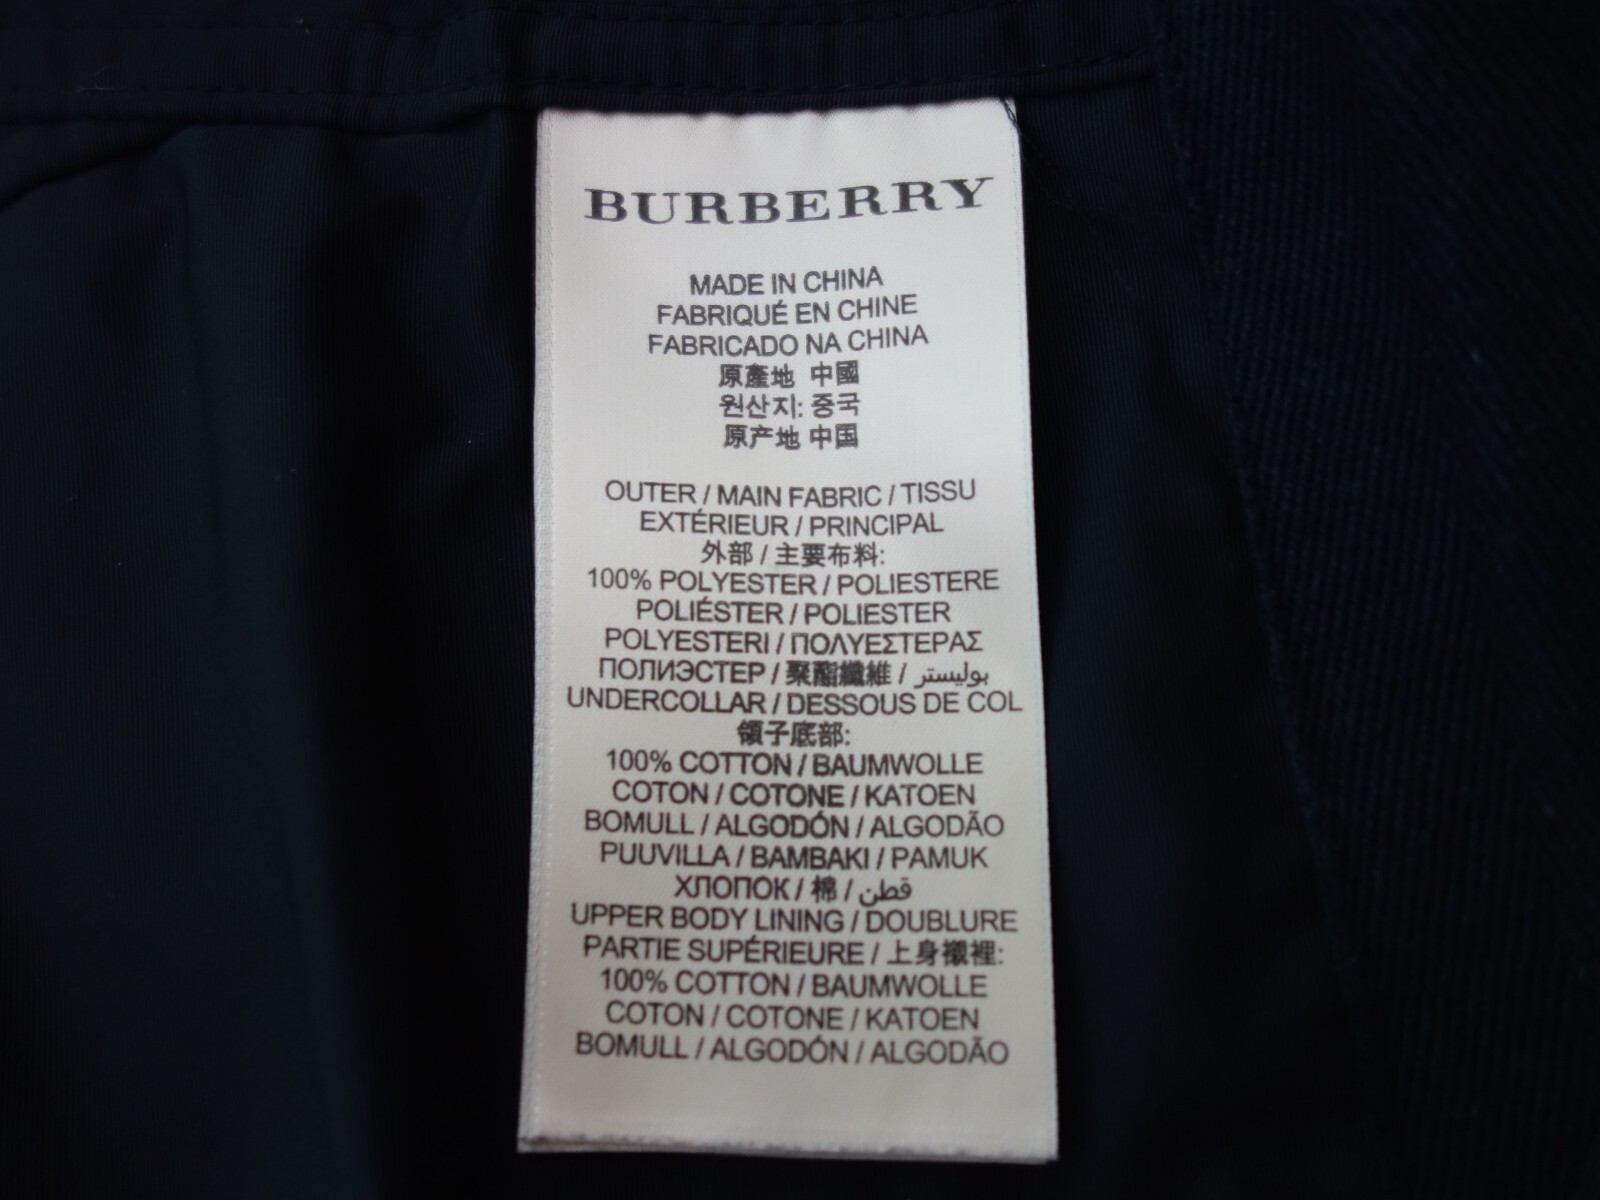 BURBERRY
MADE IN CHINA
FABRIQUÉ EN CHINE
FABRICADO NA CHINA
原產地 中國
원산지: 중국
原产地 中国
OUTER / MAIN FABRIC / TISSU
EXTÉRIEUR / PRINCIPAL
外部 / 主要布料:
100% POLYESTER / POLIESTERE
POLIÉSTER / POLIESTER
POLYESTERI / ΠΟΛΥΕΣΤΕΡΑΣ
ПОЛИЭСТЕР / 聚酯纖維 / بوليستر
UNDERCOLLAR / DESSOUS DE COL
領子底部:
100% COTTON / BAUMWOLLE
COTON / COTONE / KATOEN
BOMULL / ALGODÓN / ALGODÃO
PUUVILLA / BAMBAKI / PAMUK
ХЛОПОК / 棉 / قطن
UPPER BODY LINING / DOUBLURE
PARTIE SUPÉRIEURE / 上身襯裡:
100% COTTON / BAUMWOLLE
COTON / COTONE / KATOEN
BOMULL / ALGODÓN / ALGODÃO